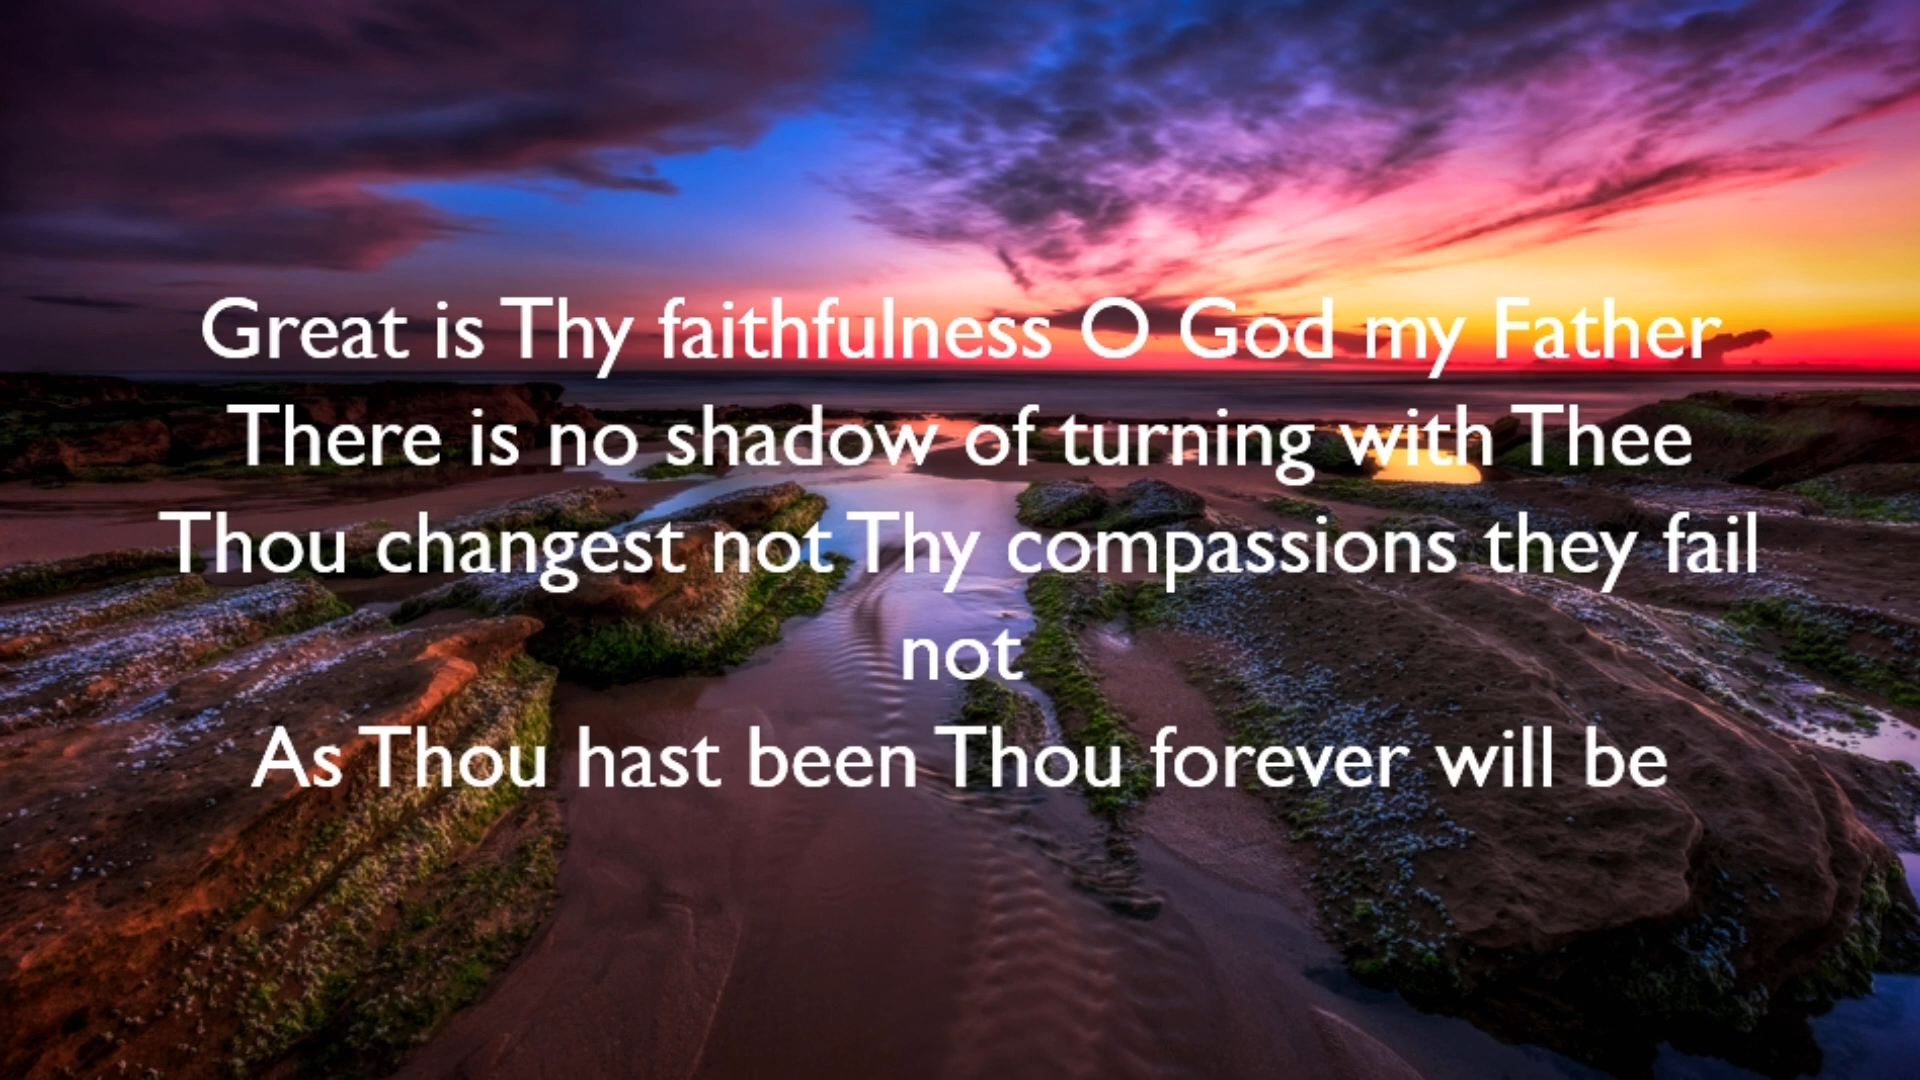 Great is Thy faithfulness O God my Father
There is no shadow of turning with Thee
Thou changest not Thy compassions they fail
not
As Thou hast been Thou forever will be